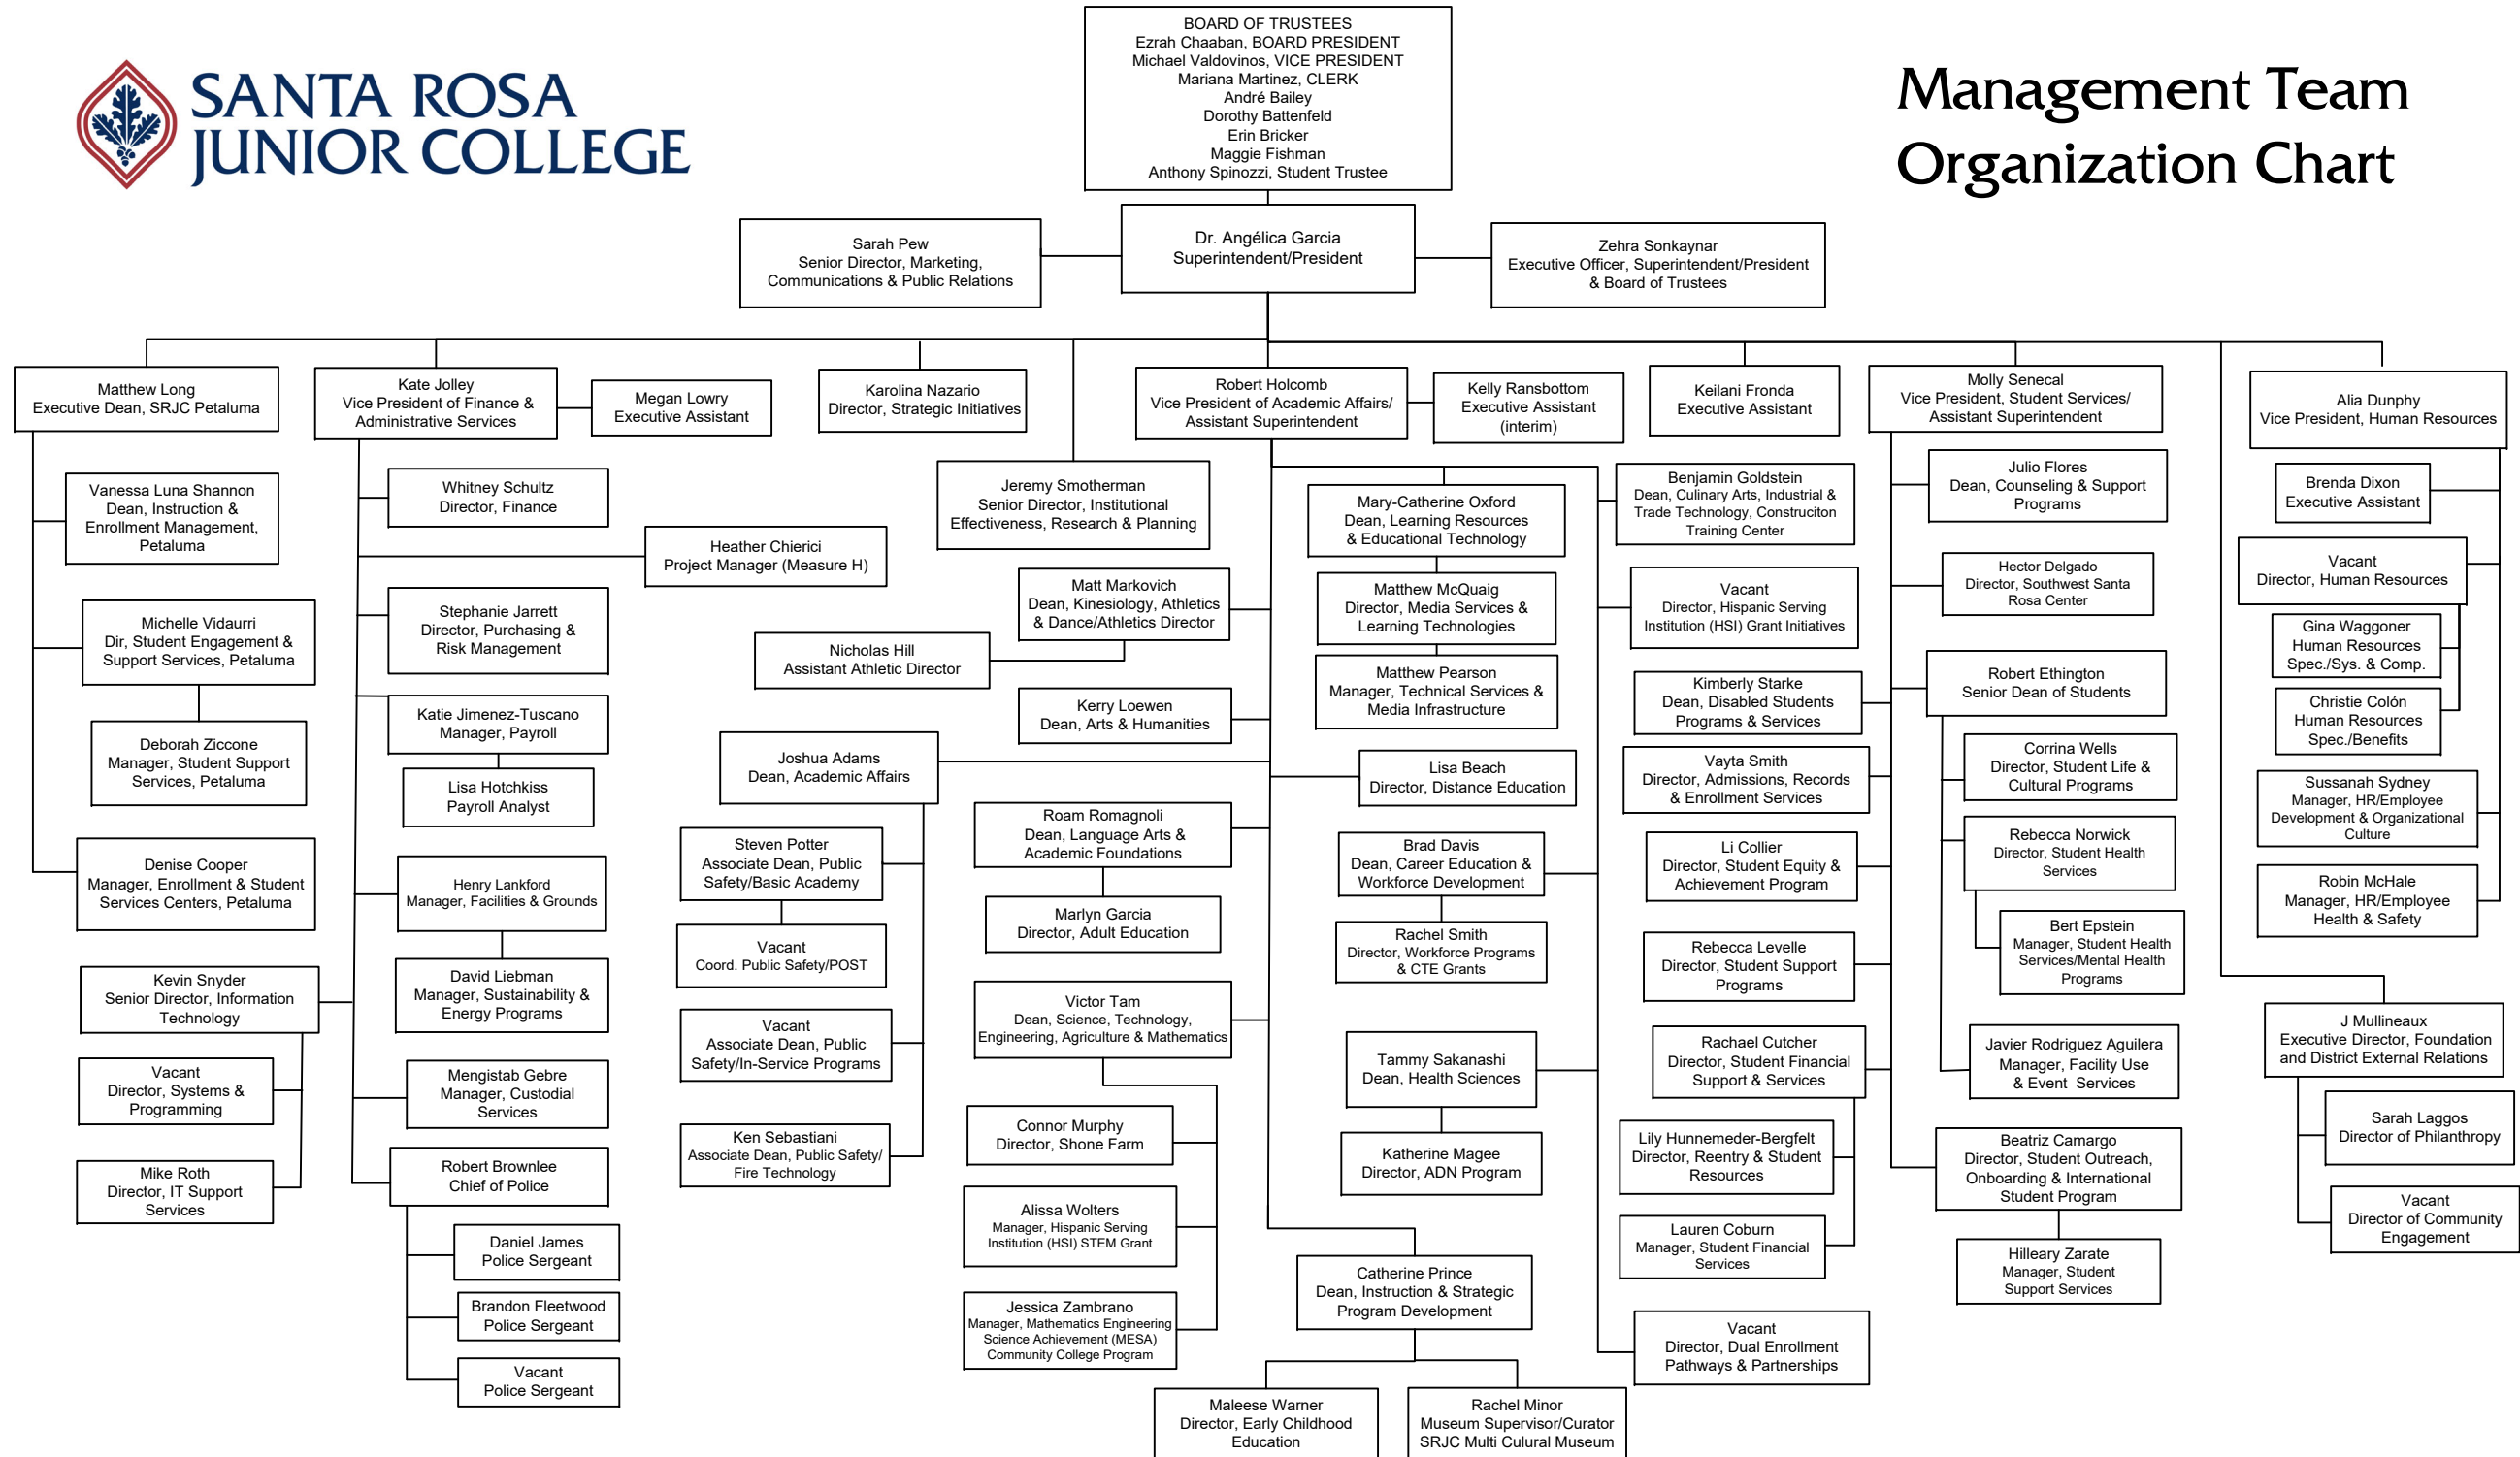 SANTA ROSA
JUNIOR COLLEGE
Management Team
Organization Chart
BOARD OF TRUSTEES
Ezrah Chaaban, BOARD PRESIDENT
Michael Valdovinos, VICE PRESIDENT
Mariana Martinez, CLERK
André Bailey
Dorothy Battenfeld
Erin Bricker
Maggie Fishman
Anthony Spinozzi, Student Trustee
Sarah Pew
Senior Director, Marketing,
Communications & Public Relations
Dr. Angélica Garcia
Superintendent/President
Zehra Sonkaynar
Executive Officer, Superintendent/President
& Board of Trustees
Matthew Long
Executive Dean, SRJC Petaluma
Vanessa Luna Shannon
Dean, Instruction &
Enrollment Management,
Petaluma
Michelle Vidaurri
Dir, Student Engagement &
Support Services, Petaluma
Deborah Ziccone
Manager, Student Support
Services, Petaluma
Denise Cooper
Manager, Enrollment & Student
Services Centers, Petaluma
Kate Jolley
Vice President of Finance &
Administrative Services
Megan Lowry
Executive Assistant
Whitney Schultz
Director, Finance
Heather Chierici
Project Manager (Measure H)
Stephanie Jarrett
Director, Purchasing &
Risk Management
Katie Jimenez-Tuscano
Manager, Payroll
Lisa Hotchkiss
Payroll Analyst
Henry Lankford
Manager, Facilities & Grounds
David Liebman
Manager, Sustainability &
Energy Programs
Kevin Snyder
Senior Director, Information
Technology
Vacant
Director, Systems &
Programming
Mike Roth
Director, IT Support
Services
Mengistab Gebre
Manager, Custodial
Services
Robert Brownlee
Chief of Police
Daniel James
Police Sergeant
Brandon Fleetwood
Police Sergeant
Vacant
Police Sergeant
Karolina Nazario
Director, Strategic Initiatives
Jeremy Smotherman
Senior Director, Institutional
Effectiveness, Research & Planning
Robert Holcomb
Vice President of Academic Affairs/
Assistant Superintendent
Kelly Ransbottom
Executive Assistant
(interim)
Matt Markovich
Dean, Kinesiology, Athletics
& Dance/Athletics Director
Nicholas Hill
Assistant Athletic Director
Kerry Loewen
Dean, Arts & Humanities
Joshua Adams
Dean, Academic Affairs
Steven Potter
Associate Dean, Public
Safety/Basic Academy
Vacant
Coord. Public Safety/POST
Vacant
Associate Dean, Public
Safety/In-Service Programs
Ken Sebastiani
Associate Dean, Public Safety/
Fire Technology
Roam Romagnoli
Dean, Language Arts &
Academic Foundations
Marlyn Garcia
Director, Adult Education
Victor Tam
Dean, Science, Technology,
Engineering, Agriculture & Mathematics
Connor Murphy
Director, Shone Farm
Alissa Wolters
Manager, Hispanic Serving
Institution (HSI) STEM Grant
Jessica Zambrano
Manager, Mathematics Engineering
Science Achievement (MESA)
Community College Program
Mary-Catherine Oxford
Dean, Learning Resources
& Educational Technology
Matthew McQuaig
Director, Media Services &
Learning Technologies
Matthew Pearson
Manager, Technical Services &
Media Infrastructure
Lisa Beach
Director, Distance Education
Brad Davis
Dean, Career Education &
Workforce Development
Rachel Smith
Director, Workforce Programs
& CTE Grants
Tammy Sakanashi
Dean, Health Sciences
Katherine Magee
Director, ADN Program
Catherine Prince
Dean, Instruction & Strategic
Program Development
Maleese Warner
Director, Early Childhood
Education
Rachel Minor
Museum Supervisor/Curator
SRJC Multi Culural Museum
Benjamin Goldstein
Dean, Culinary Arts, Industrial &
Trade Technology, Construciton
Training Center
Vacant
Director, Hispanic Serving
Institution (HSI) Grant Initiatives
Vacant
Director, Dual Enrollment
Pathways & Partnerships
Keilani Fronda
Executive Assistant
Molly Senecal
Vice President, Student Services/
Assistant Superintendent
Julio Flores
Dean, Counseling & Support
Programs
Hector Delgado
Director, Southwest Santa
Rosa Center
Kimberly Starke
Dean, Disabled Students
Programs & Services
Vayta Smith
Director, Admissions, Records
& Enrollment Services
Li Collier
Director, Student Equity &
Achievement Program
Rebecca Levelle
Director, Student Support
Programs
Rachael Cutcher
Director, Student Financial
Support & Services
Lily Hunnemeder-Bergfelt
Director, Reentry & Student
Resources
Lauren Coburn
Manager, Student Financial
Services
Robert Ethington
Senior Dean of Students
Corrina Wells
Director, Student Life &
Cultural Programs
Rebecca Norwick
Director, Student Health
Services
Bert Epstein
Manager, Student Health
Services/Mental Health
Programs
Javier Rodriguez Aguilera
Manager, Facility Use
& Event Services
Beatriz Camargo
Director, Student Outreach,
Onboarding & International
Student Program
Hilleary Zarate
Manager, Student
Support Services
Alia Dunphy
Vice President, Human Resources
Brenda Dixon
Executive Assistant
Vacant
Director, Human Resources
Gina Waggoner
Human Resources
Spec./Sys. & Comp.
Christie Colón
Human Resources
Spec./Benefits
Sussanah Sydney
Manager, HR/Employee
Development & Organizational
Culture
Robin McHale
Manager, HR/Employee
Health & Safety
J Mullineaux
Executive Director, Foundation
and District External Relations
Sarah Laggos
Director of Philanthropy
Vacant
Director of Community
Engagement